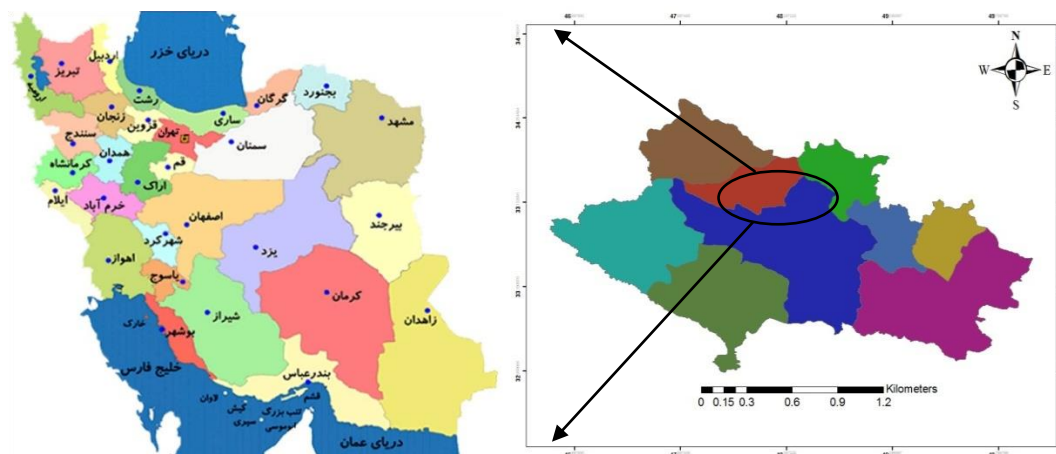 دریای خزر
اردبیل
تبریز
ارومیه
رشت
گرگان
بجنورد
زنجان
قزوین
ساری
تهران
مشهد
سنندج
سمنان
همدان
کرمانشاه
قم
اراک
ایلام
خرم آباد
اصفهان
بیرجند
شهرکرد
یزد
اهواز
یاسوج
کرمان
شیراز
زاهدان
خارک
بوشهر
خلیج فارس
بندرعباس
قشم
لاوان
کیش
تنب بزرگ
سیری
ابوموسی
دریای عمان
N
W
E
S
Kilometers
0 0.15 0.3 0.6 0.9 1.2